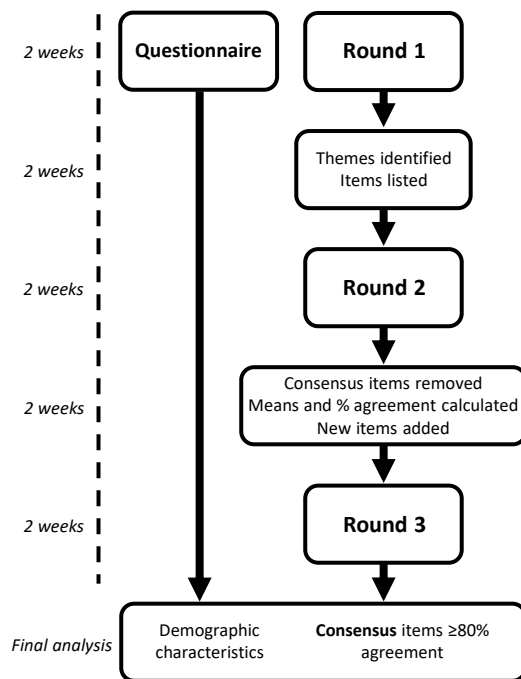 2 weeks
Questionnaire
Round 1
2 weeks
Themes identified
Items listed
2 weeks
Round 2
2 weeks
Consensus items removed
Means and % agreement calculated
New items added
2 weeks
Round 3
Final analysis
Demographic
characteristics
Consensus items ≥80%
agreement